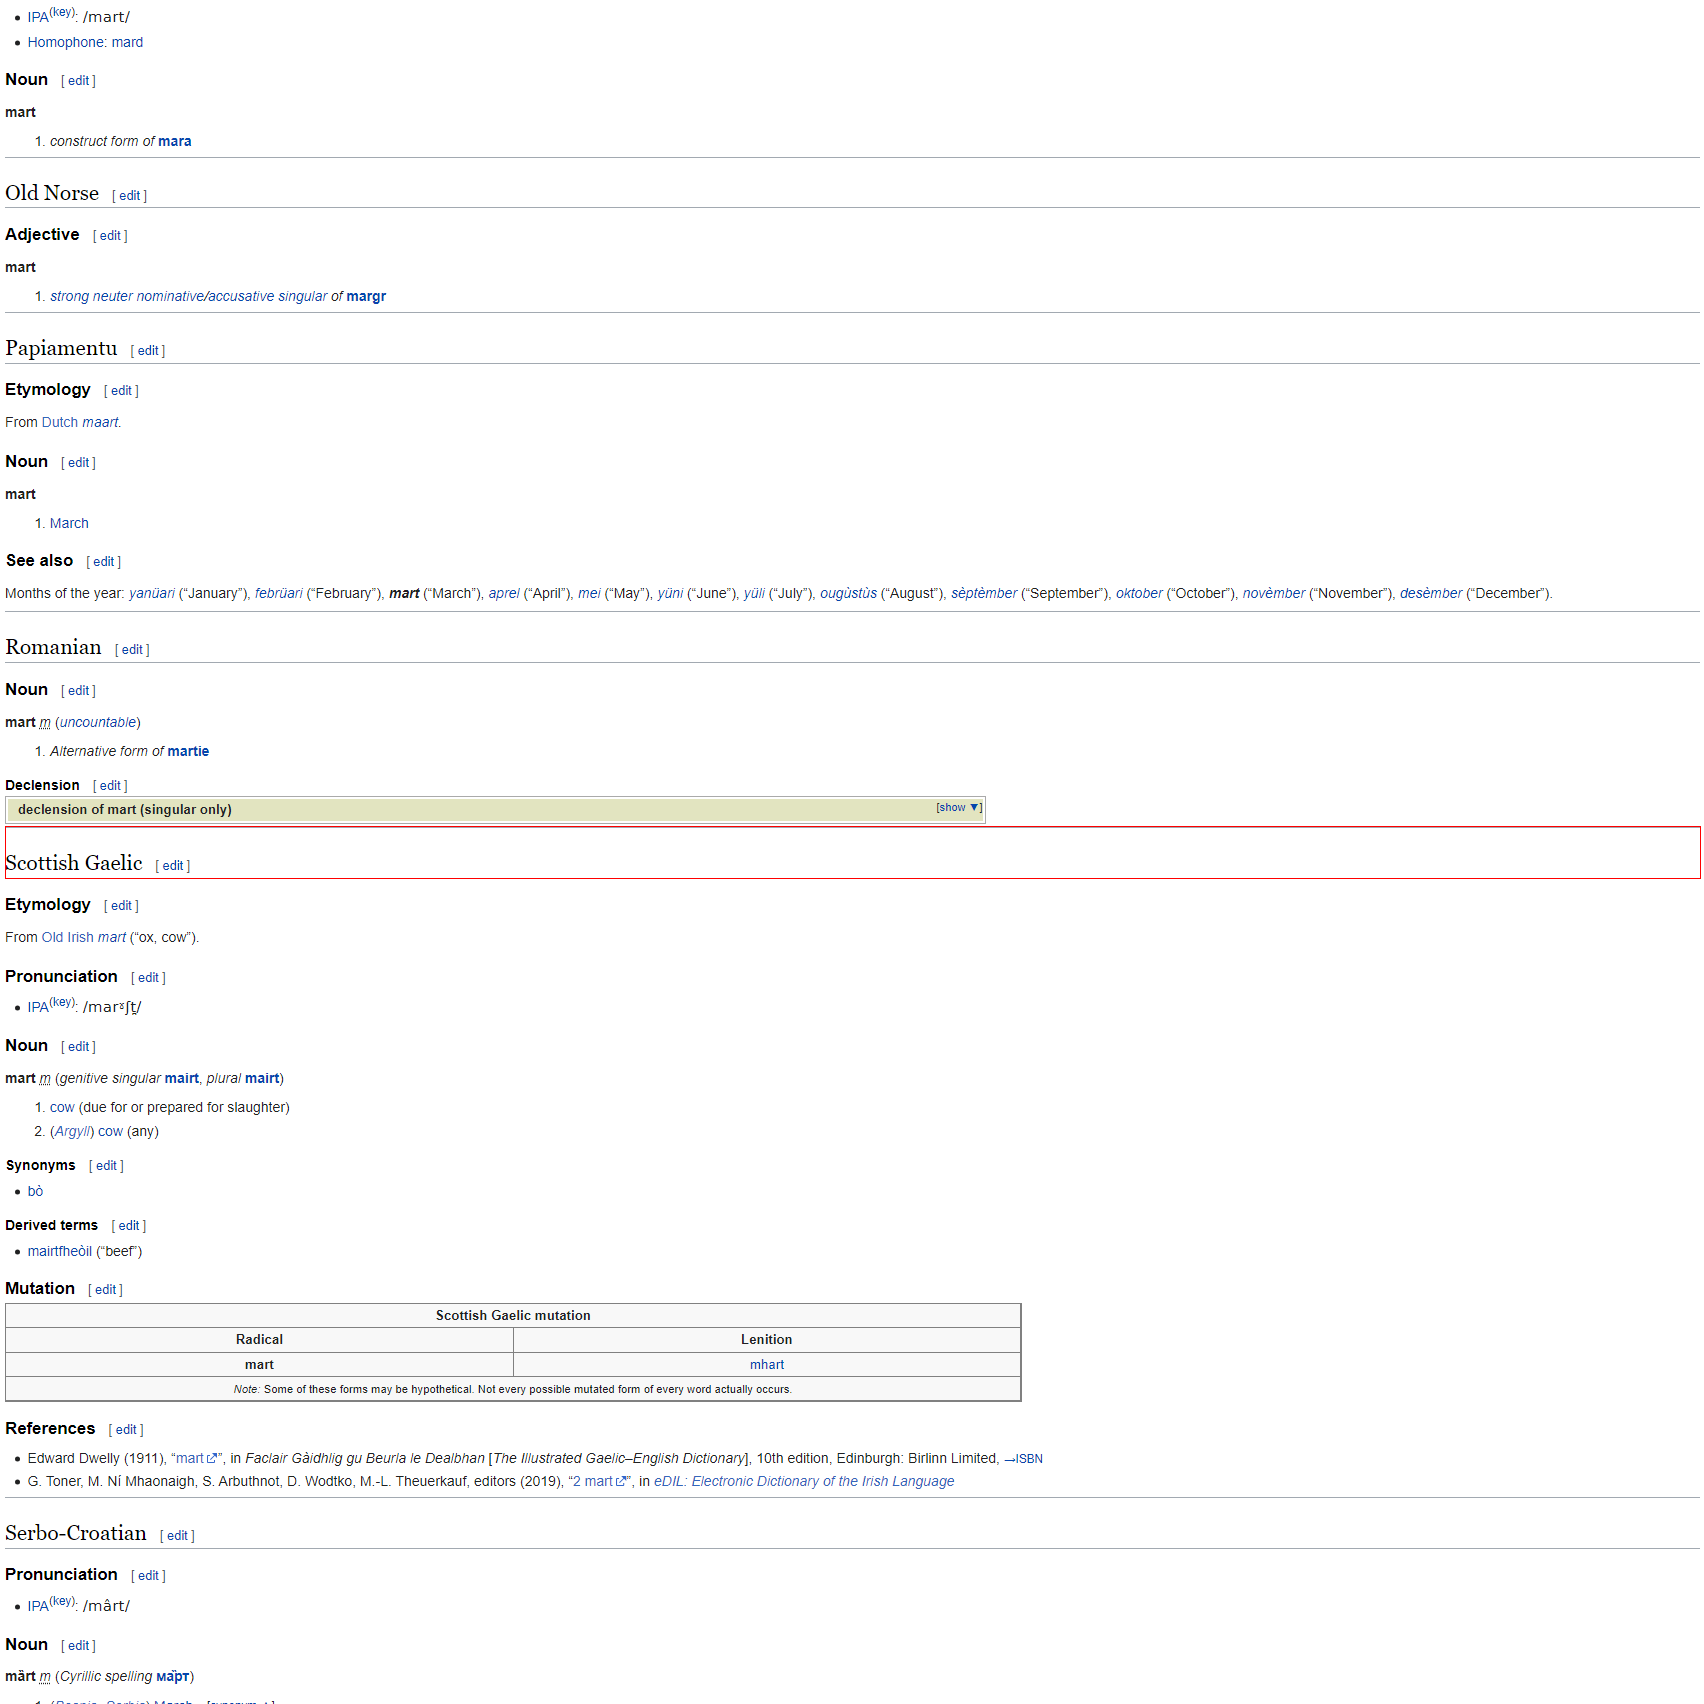 IPA(key): /mart/
Homophone: mard
Noun [ edit ]
mart
1. construct form of mara
Old Norse [ edit ]
Adjective [ edit ]
mart
1. strong neuter nominative/accusative singular of margr
Papiamentu [ edit ]
Etymology [ edit ]
From Dutch maart.
Noun [ edit ]
mart
1. March
See also [ edit ]
Months of the year: yanüari (“January”), febrüari (“February”), mart (“March”), aprel (“April”), mei (“May”), yüni (“June”), yüli (“July”), ougùstùs (“August”), sèptèmber (“September”), oktober (“October”), novèmber (“November”), desèmber (“December”).
Romanian [ edit ]
Noun [ edit ]
mart m (uncountable)
1. Alternative form of martie
Declension [ edit ]
declension of mart (singular only) [show ▼]
Scottish Gaelic [ edit ]
Etymology [ edit ]
From Old Irish mart (“ox, cow”).
Pronunciation [ edit ]
IPA(key): /marˠʃt̪/
Noun [ edit ]
mart m (genitive singular mairt, plural mairt)
1. cow (due for or prepared for slaughter)
2. (Argyll) cow (any)
Synonyms [ edit ]
bò
Derived terms [ edit ]
mairtfheòil (“beef”)
Mutation [ edit ]
Scottish Gaelic mutation
Radical Lenition
mart mhart
Note: Some of these forms may be hypothetical. Not every possible mutated form of every word actually occurs.
References [ edit ]
Edward Dwelly (1911), “mart”, in Faclair Gàidhlig gu Beurla le Dealbhan [The Illustrated Gaelic–English Dictionary], 10th edition, Edinburgh: Birlinn Limited, →ISBN
G. Toner, M. Ní Mhaonaigh, S. Arbuthnot, D. Wodtko, M.-L. Theuerkauf, editors (2019), “2 mart”, in eDIL: Electronic Dictionary of the Irish Language
Serbo-Croatian [ edit ]
Pronunciation [ edit ]
IPA(key): /mârt/
Noun [ edit ]
mȁrt m (Cyrillic spelling ма̏рт)